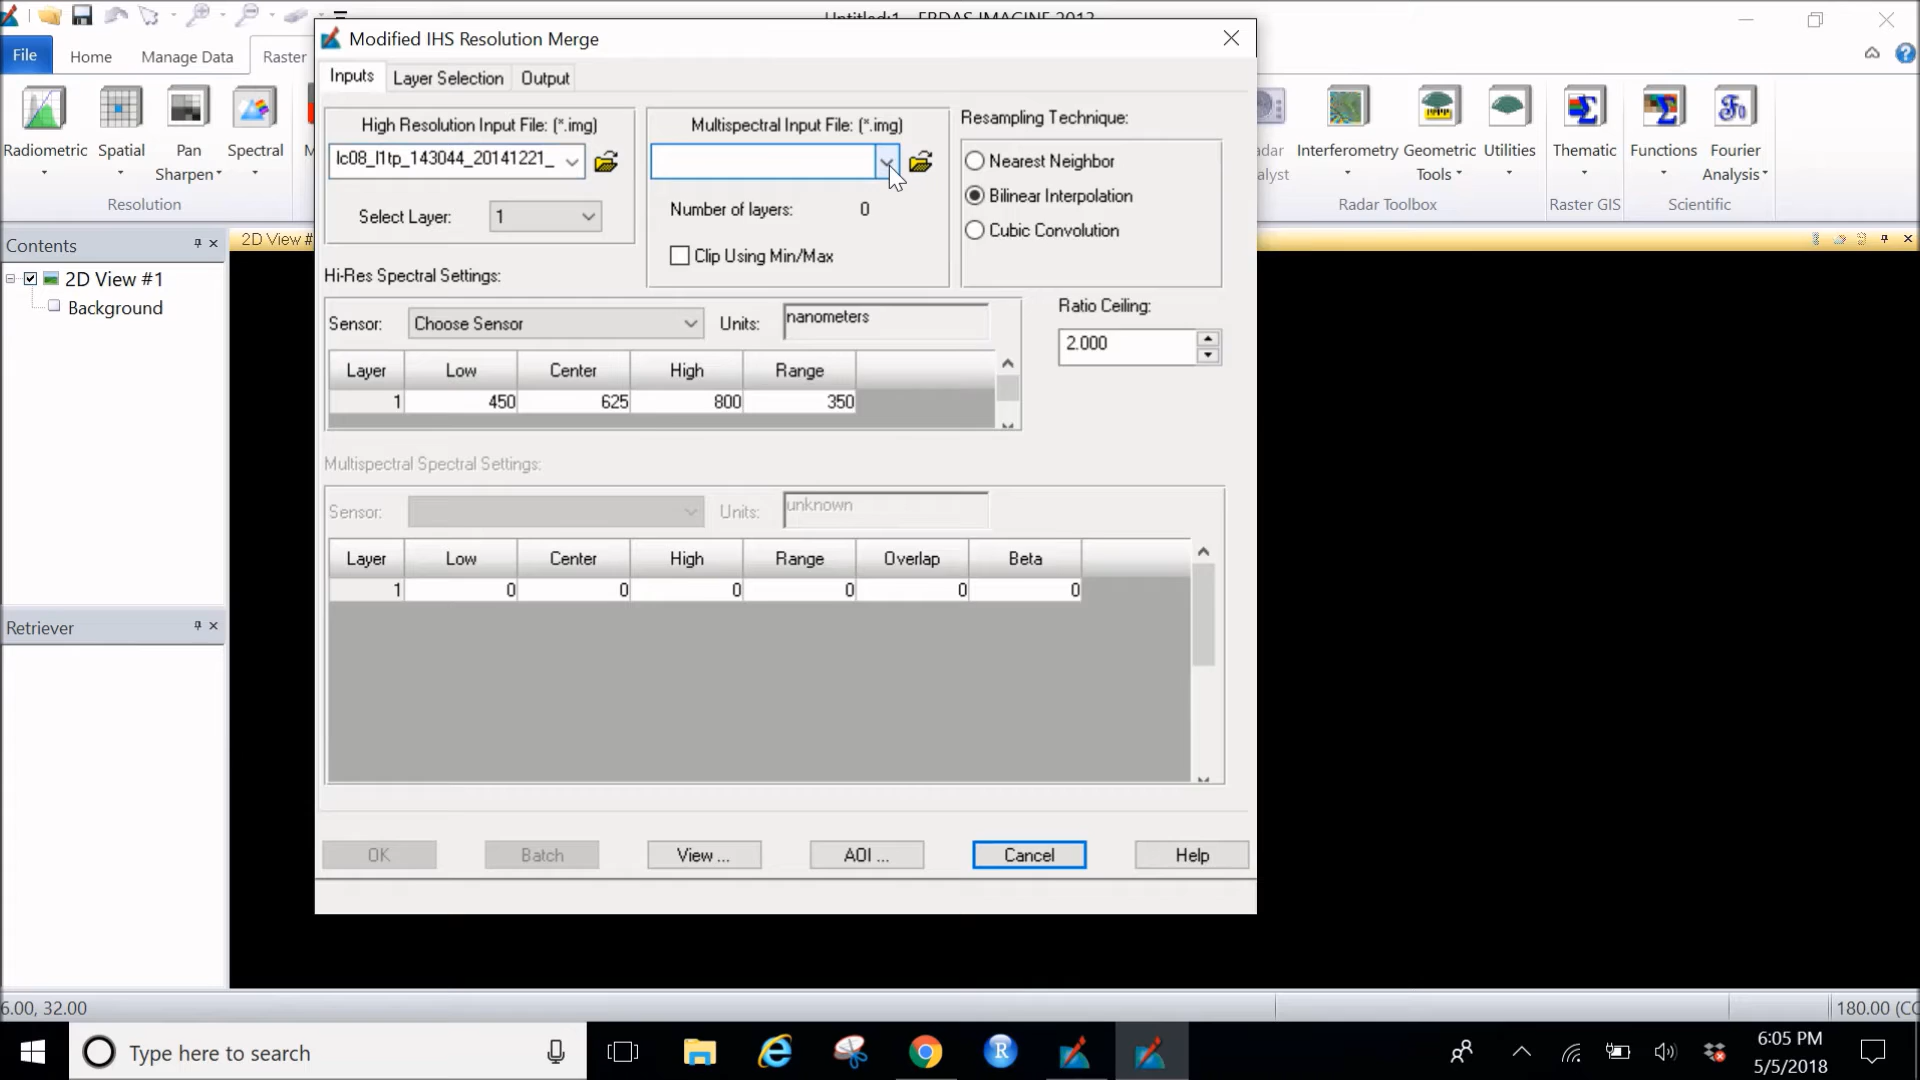 Modified IHS Resolution Merge
File Home Manage Data Raster
Inputs Layer Selection Output
High Resolution Input File: (*.img) Multispectral Input File: (*.img) Resampling Technique:
lc08_l1tp_143044_20141221_ Nearest Neighbor
Select Layer: 1 Number of layers: 0 Bilinear Interpolation
Clip Using Min/Max Cubic Convolution
Hi-Res Spectral Settings:
Ratio Ceiling:
Sensor: Choose Sensor Units: nanometers
2.000
Layer Low Center High Range
1 450 625 800 350
Multispectral Spectral Settings:
Sensor: Units: unknown
Layer Low Center High Range Overlap Beta
1 0 0 0 0 0 0
OK Batch View ... AOI ... Cancel Help
Radiometric Spatial Pan Sharpen Spectral
Resolution
Interferometry Geometric Tools Utilities Thematic Functions Fourier Analysis
Radar Toolbox Raster GIS Scientific
Contents
2D View #
2D View #1
Background
Retriever
6.00, 32.00
180.00 (CC
Type here to search
6:05 PM
5/5/2018